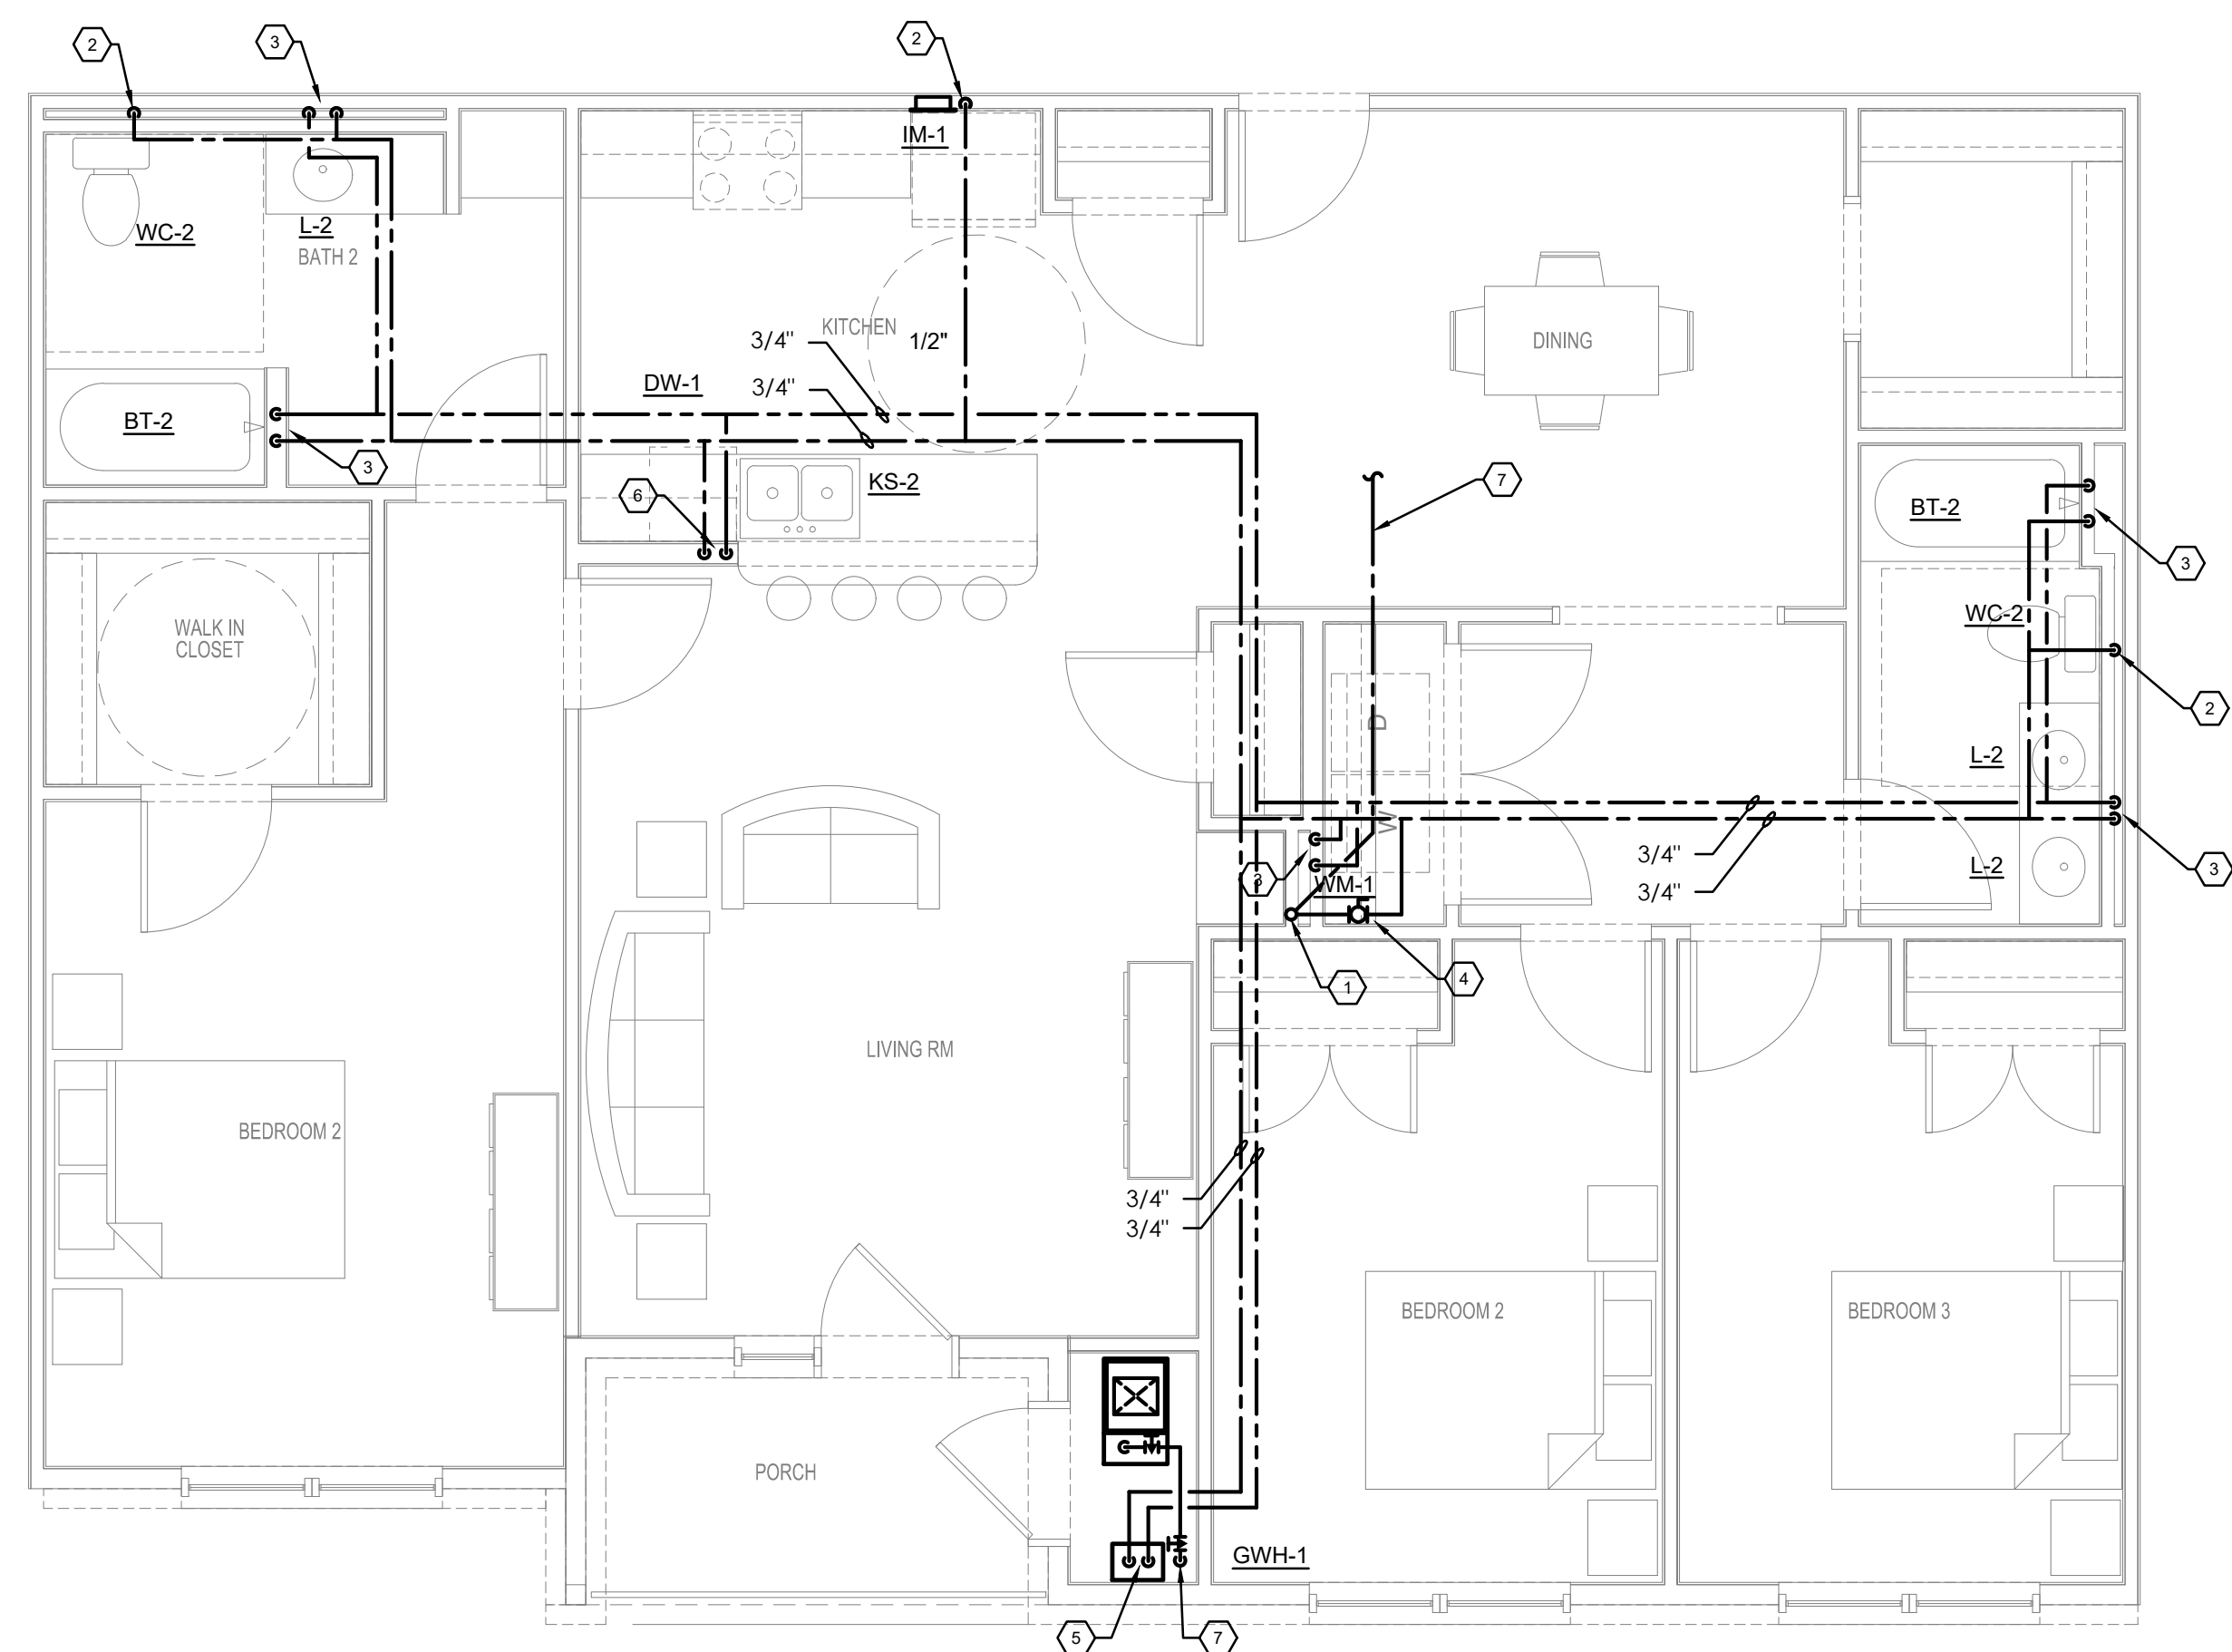 2
3
2
IM-1
WC-2
L-2
BATH 2
KITCHEN
3/4"
1/2"
DINING
DW-1
3/4"
BT-2
3
KS-2
6
7
BT-2
3
WALK IN
CLOSET
WC-2
2
D
L-2
W
3/4"
L-2
3
3
WM-1
3/4"
4
1
LIVING RM
BEDROOM 2
3/4"
3/4"
BEDROOM 2
BEDROOM 3
PORCH
GWH-1
5
7